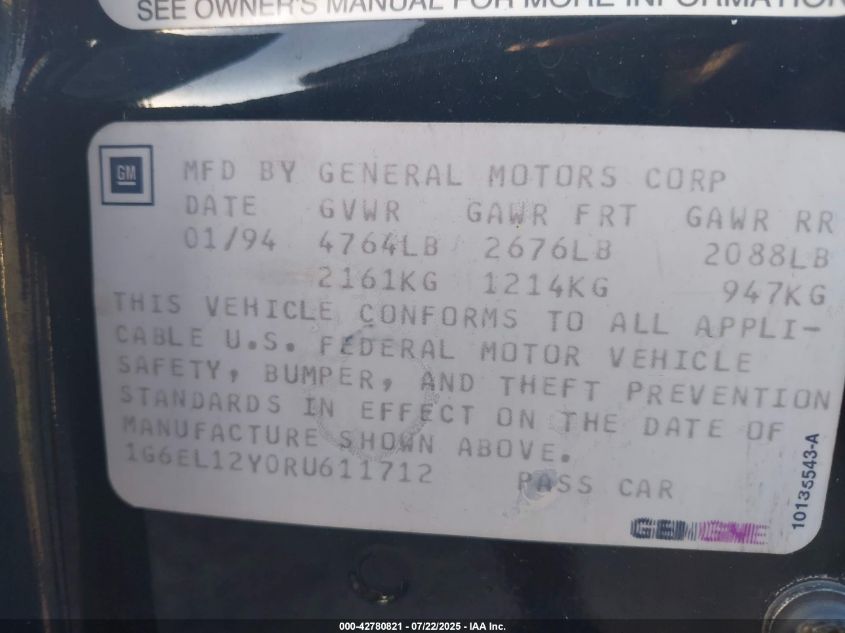 SEE OWNER'S MANUAL FOR MORE INFORMATION
GM
MFD BY GENERAL MOTORS CORP
DATE GVWR GAWR FRT GAWR RR
01/94 4764LB 2676LB 2088LB
2161KG 1214KG 947KG
THIS VEHICLE CONFORMS TO ALL APPLI-
CABLE U.S. FEDERAL MOTOR VEHICLE
SAFETY, BUMPER, AND THEFT PREVENTION
STANDARDS IN EFFECT ON THE DATE OF
MANUFACTURE SHOWN ABOVE.
1G6EL12Y0RU611712 PASS CAR
10135543-A
000-42780821 - 07/22/2025 - IAA Inc.